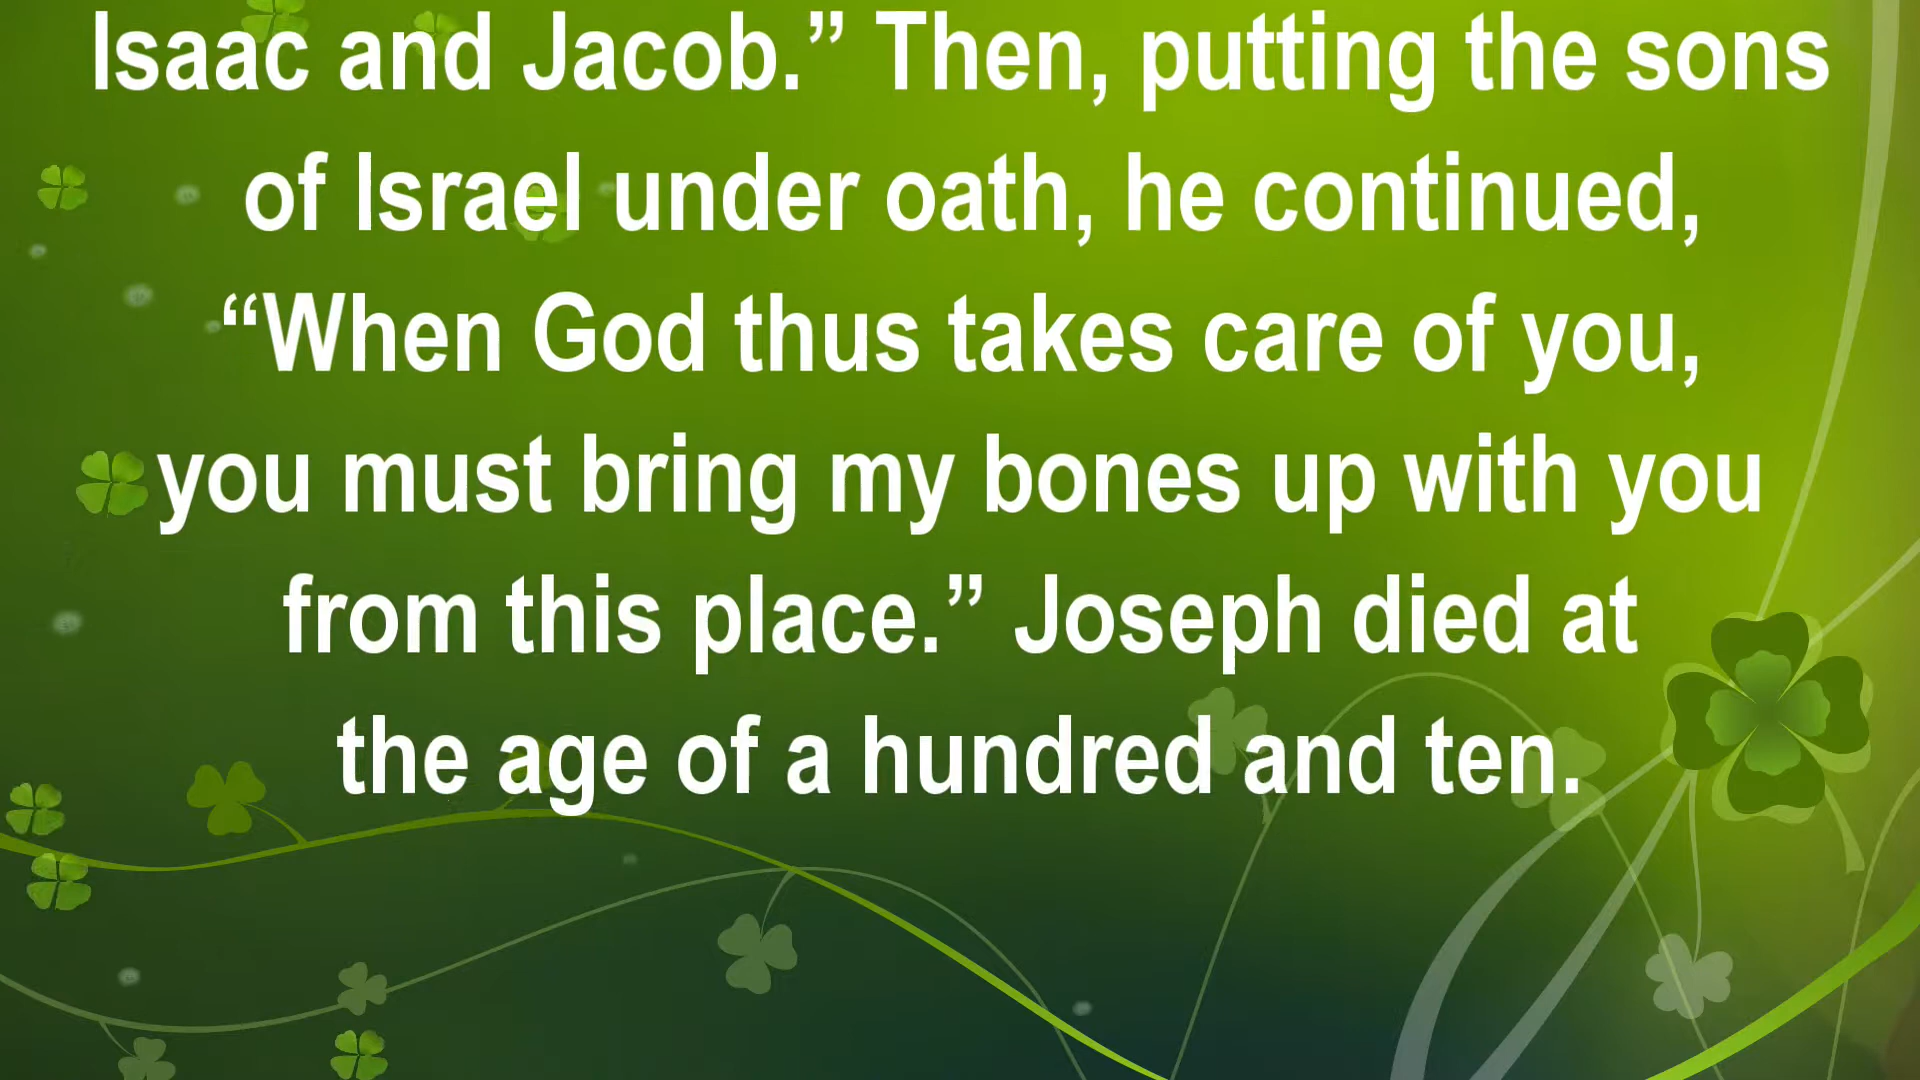 Isaac and Jacob.” Then, putting the sons
of Israel under oath, he continued,
“When God thus takes care of you,
you must bring my bones up with you
from this place.” Joseph died at
the age of a hundred and ten.